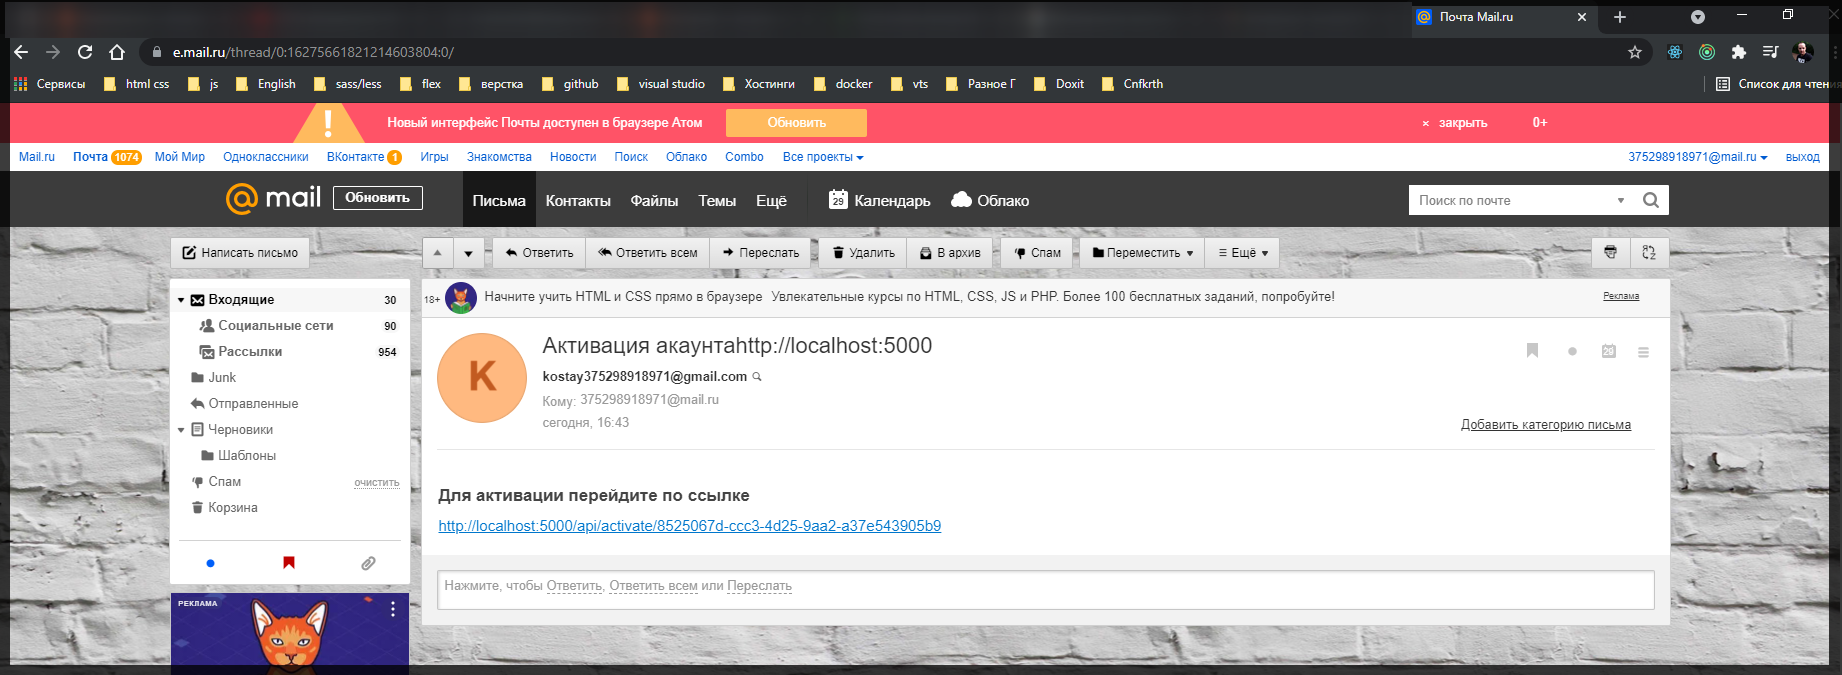 Почта Mail.ru
e.mail.ru/thread/0:16275661821214603804:0/
Сервисы html css js English sass/less flex верстка github visual studio Хостинги docker vts Разное Г Doxit Cnfkrth Список для чтения
! Новый интерфейс Почты доступен в браузере Атом Обновить × закрыть 0+
Mail.ru Почта 1074 Мой Мир Одноклассники ВКонтакте 1 Игры Знакомства Новости Поиск Облако Combo Все проекты 375298918971@mail.ru выход
@mail Обновить Письма Контакты Файлы Темы Ещё 29 Календарь Облако Поиск по почте
Написать письмо Ответить Ответить всем Переслать Удалить В архив Спам Переместить Ещё
Входящие 30
Социальные сети 90
Рассылки 954
Junk
Отправленные
Черновики
Шаблоны
Спам очистить
Корзина
РЕКЛАМА
18+ Начните учить HTML и CSS прямо в браузере Увлекательные курсы по HTML, CSS, JS и PHP. Более 100 бесплатных заданий, попробуйте! Реклама
K
Активация акаунтаhttp://localhost:5000
29
kostay375298918971@gmail.com
Кому: 375298918971@mail.ru
сегодня, 16:43
Добавить категорию письма
Для активации перейдите по ссылке
http://localhost:5000/api/activate/8525067d-ccc3-4d25-9aa2-a37e543905b9
Нажмите, чтобы Ответить, Ответить всем или Переслать